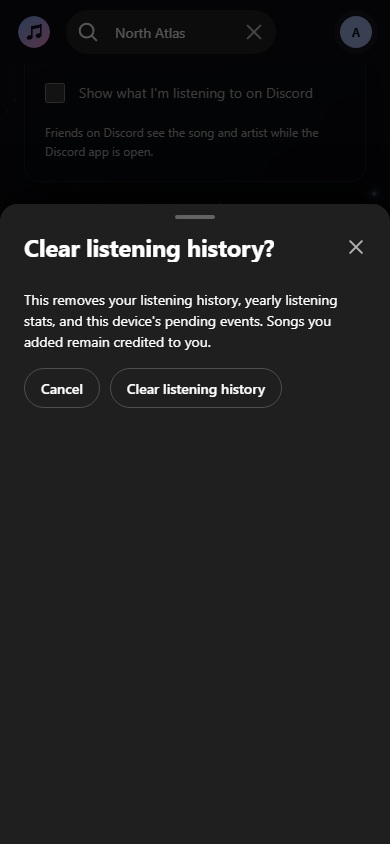 North Atlas
A
Show what I'm listening to on Discord
Friends on Discord see the song and artist while the
Discord app is open.
Clear listening history?
This removes your listening history, yearly listening
stats, and this device's pending events. Songs you
added remain credited to you.
Cancel
Clear listening history